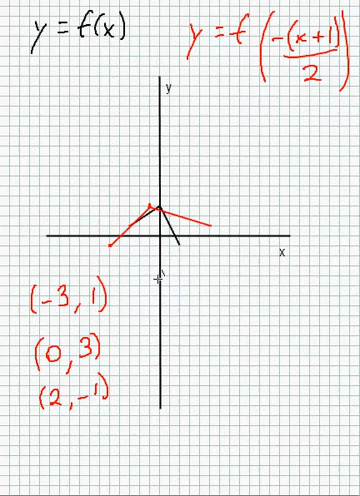 y = f(x)
y = f(-(x+1)/2)
y
x
(-3, 1)
(0, 3)
(2, -1)